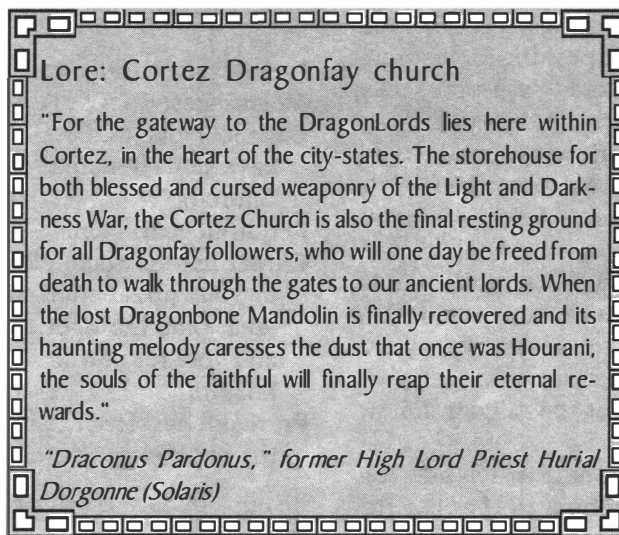 Lore: Cortez Dragonfay church
"For the gateway to the DragonLords lies here within
Cortez, in the heart of the city-states. The storehouse for
both blessed and cursed weaponry of the Light and Dark-
ness War, the Cortez Church is also the final resting ground
for all Dragonfay followers, who will one day be freed from
death to walk through the gates to our ancient lords. When
the lost Dragonbone Mandolin is finally recovered and its
haunting melody caresses the dust that once was Hourani,
the souls of the faithful will finally reap their eternal re-
wards."
"Draconus Pardonus," former High Lord Priest Hurial
Dorgonne (Solaris)